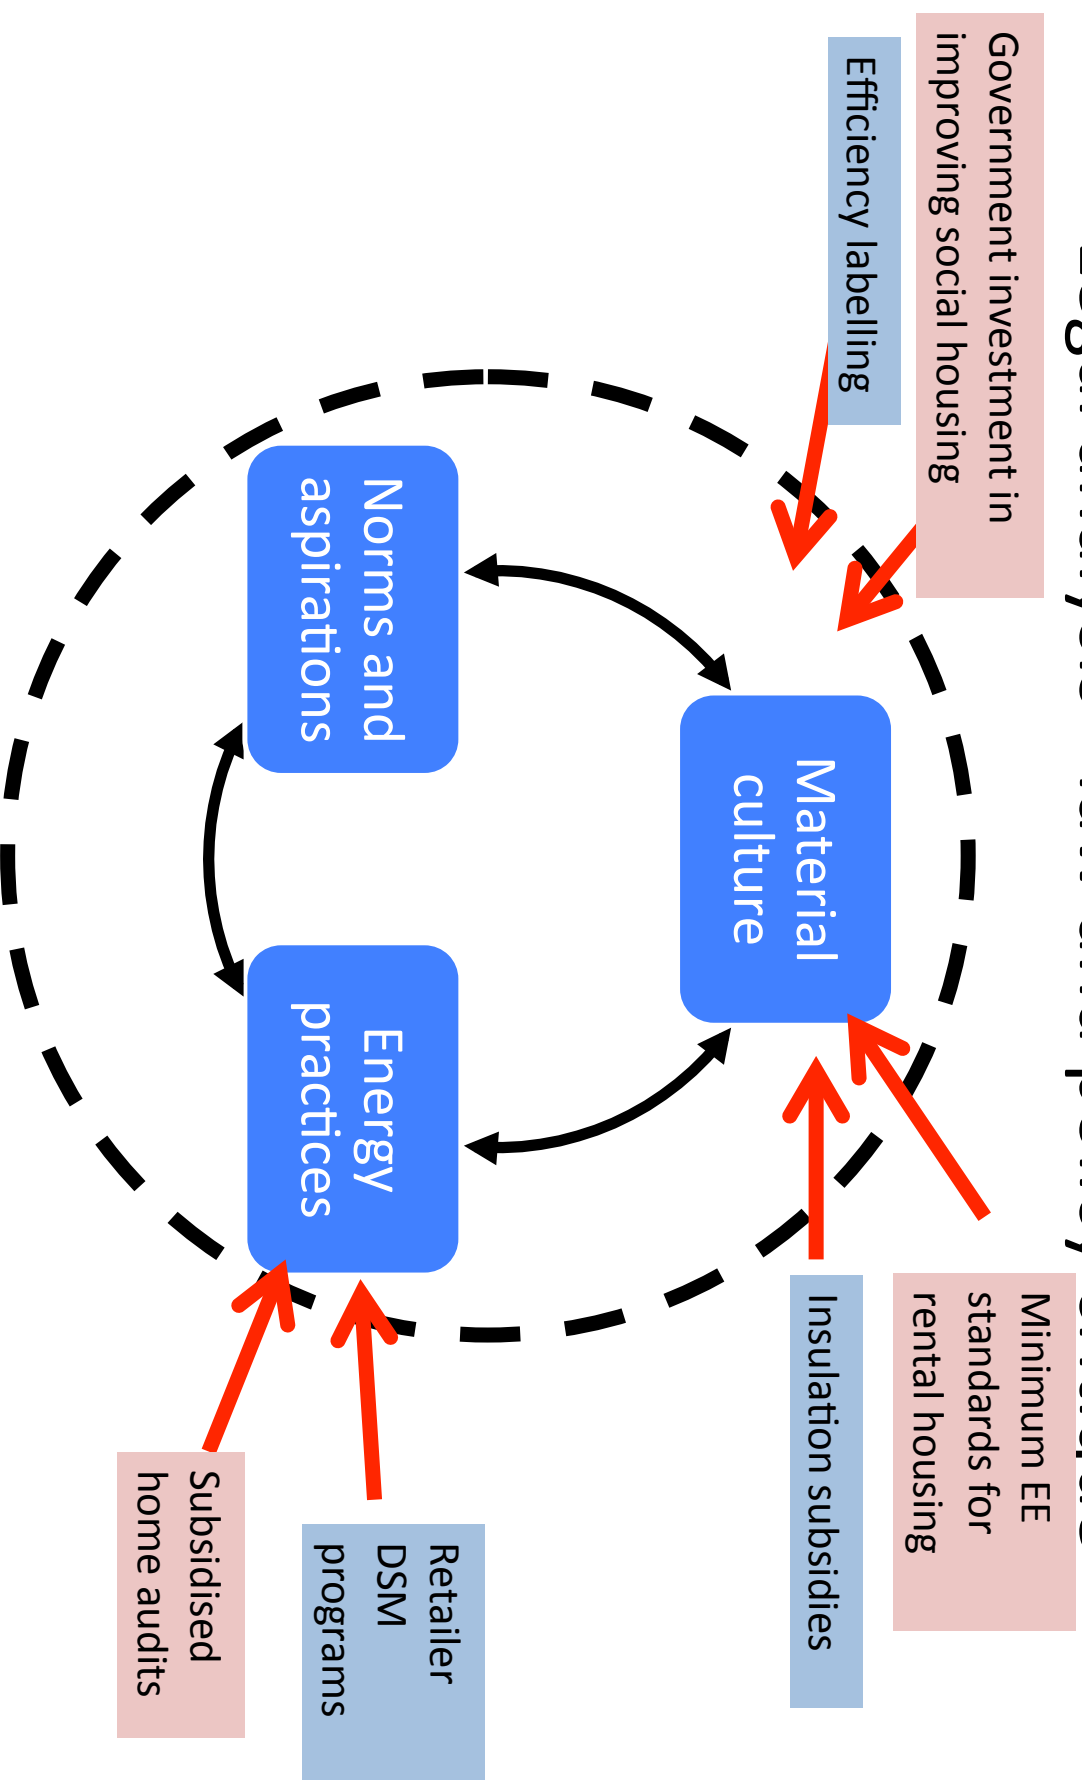 Government investment in
improving social housing
Efficiency labelling
Material
culture
Minimum EE
standards for
rental housing
Insulation subsidies
Norms and
aspirations
Energy
practices
Retailer
DSM
programs
Subsidised
home audits